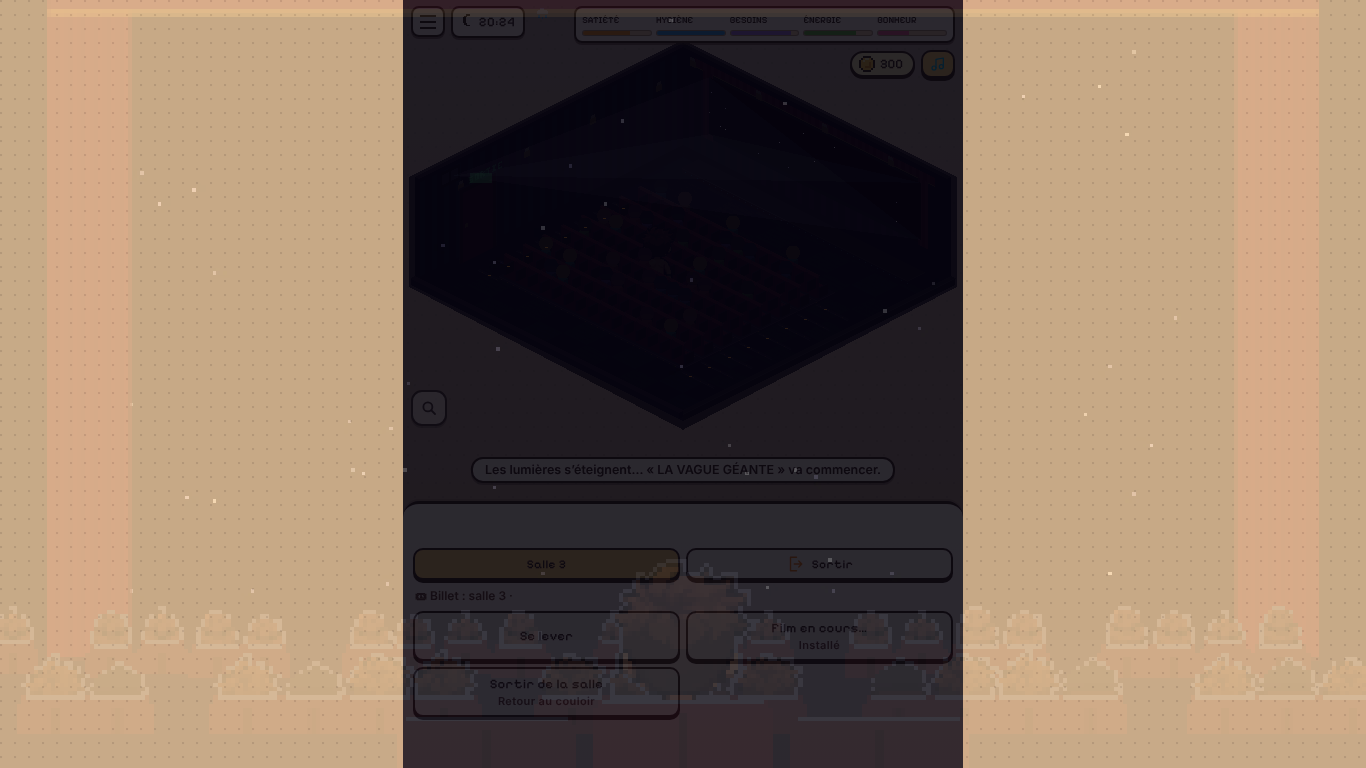 20:24
SATIÉTÉ HYGIÈNE BESOINS ÉNERGIE BONHEUR
300
Les lumières s'éteignent... « LA VAGUE GÉANTE » va commencer.
Salle 3
Sortir
Billet : salle 3 ·
Se lever
Film en cours...
Installé
Sortir de la salle
Retour au couloir